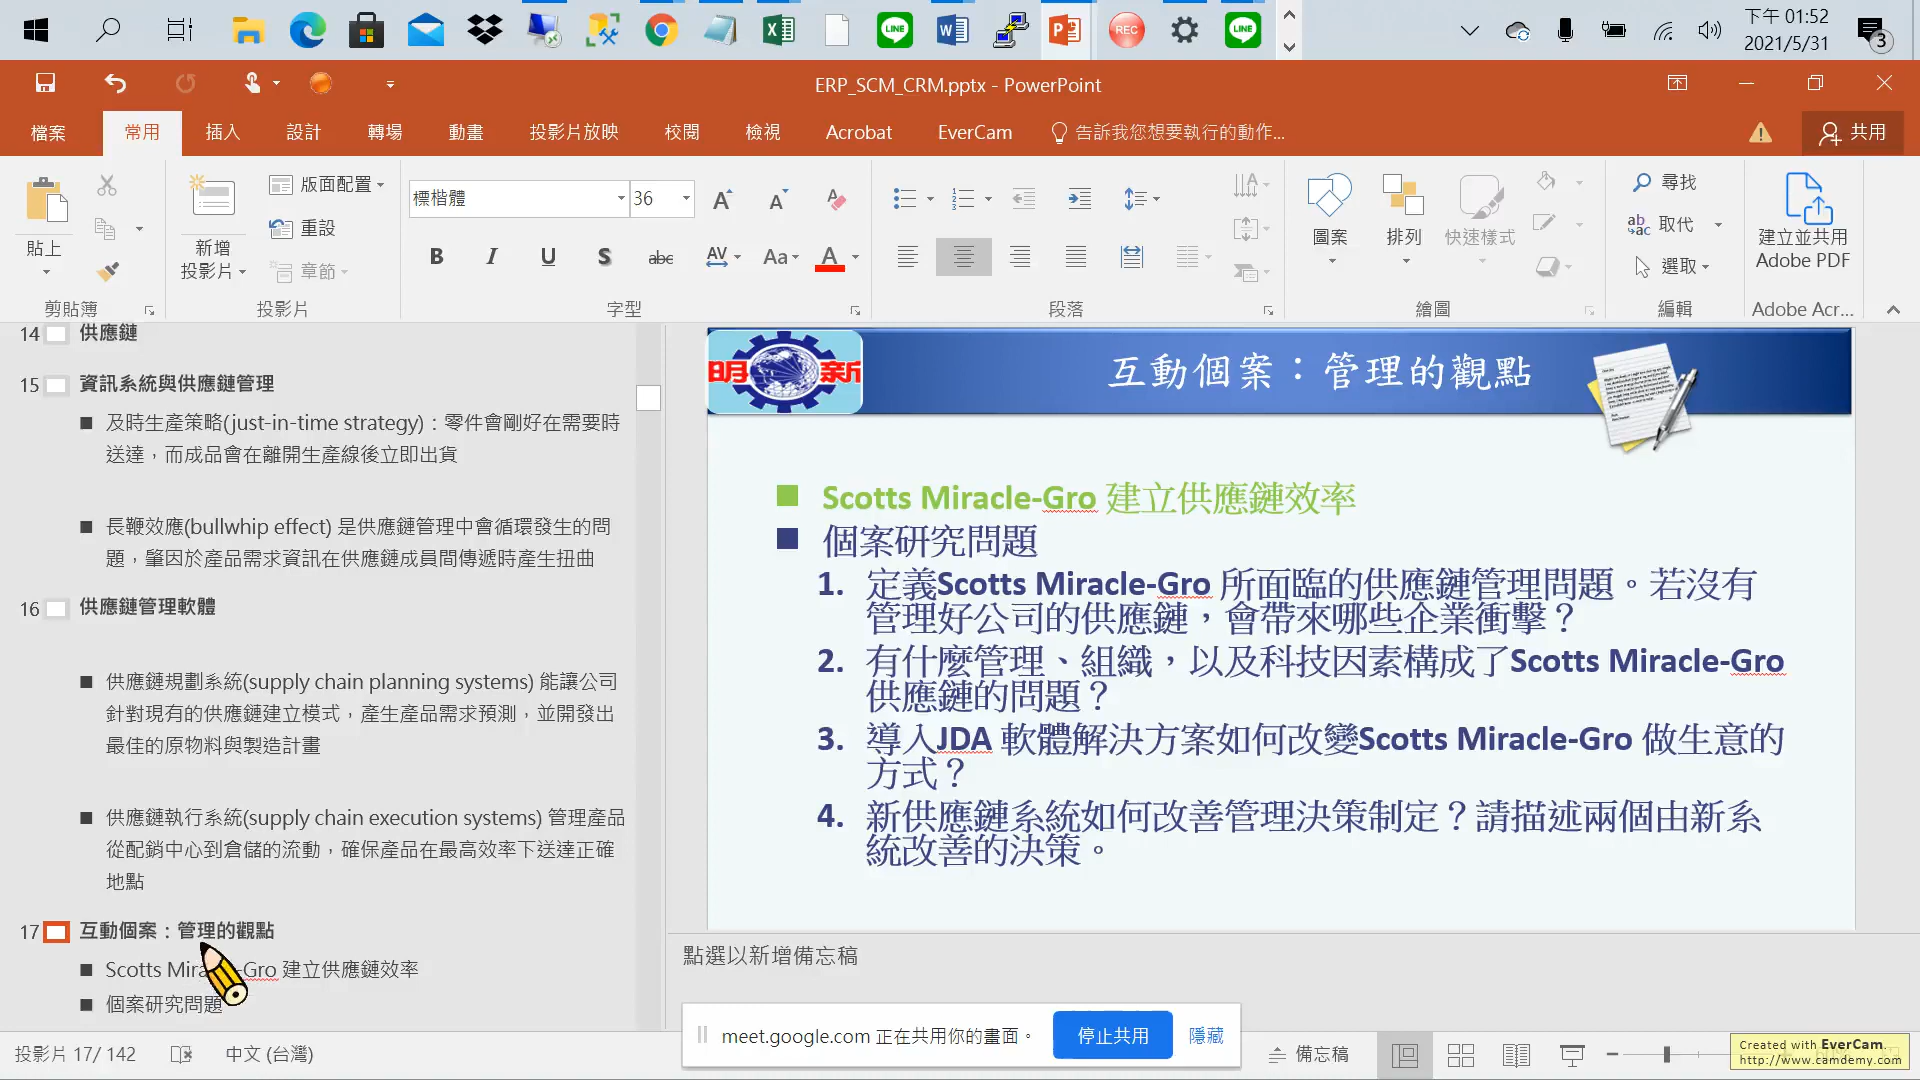 下午 01:52
2021/5/31
3
ERP_SCM_CRM.pptx - PowerPoint
檔案 常用 插入 設計 轉場 動畫 投影片放映 校閱 檢視 Acrobat EverCam 告訴我您想要執行的動作... 共用
貼上
剪貼簿
新增
投影片
版面配置
重設
章節
投影片
標楷體 36
字型
段落
圖案 排列 快速樣式
繪圖
尋找
取代
選取
編輯
建立並共用
Adobe PDF
Adobe Acr...
14 供應鏈
15 資訊系統與供應鏈管理
■ 及時生產策略(just-in-time strategy)：零件會剛好在需要時
送達，而成品會在離開生產線後立即出貨
■ 長鞭效應(bullwhip effect) 是供應鏈管理中會循環發生的問
題，肇因於產品需求資訊在供應鏈成員間傳遞時產生扭曲
16 供應鏈管理軟體
■ 供應鏈規劃系統(supply chain planning systems) 能讓公司
針對現有的供應鏈建立模式，產生產品需求預測，並開發出
最佳的原物料與製造計畫
■ 供應鏈執行系統(supply chain execution systems) 管理產品
從配銷中心到倉儲的流動，確保產品在最高效率下送達正確
地點
17 互動個案：管理的觀點
■ Scotts Mira -Gro 建立供應鏈效率
■ 個案研究問題
明新
互動個案：管理的觀點
Scotts Miracle-Gro 建立供應鏈效率
個案研究問題
1. 定義Scotts Miracle-Gro 所面臨的供應鏈管理問題。若沒有
管理好公司的供應鏈，會帶來哪些企業衝擊？
2. 有什麼管理、組織，以及科技因素構成了Scotts Miracle-Gro
供應鏈的問題？
3. 導入JDA 軟體解決方案如何改變Scotts Miracle-Gro 做生意的
方式？
4. 新供應鏈系統如何改善管理決策制定？請描述兩個由新系
統改善的決策。
點選以新增備忘稿
meet.google.com 正在共用你的畫面。 停止共用 隱藏
投影片 17/ 142 中文 (台灣) 備忘稿
Created with EverCam.
http://www.camdemy.com